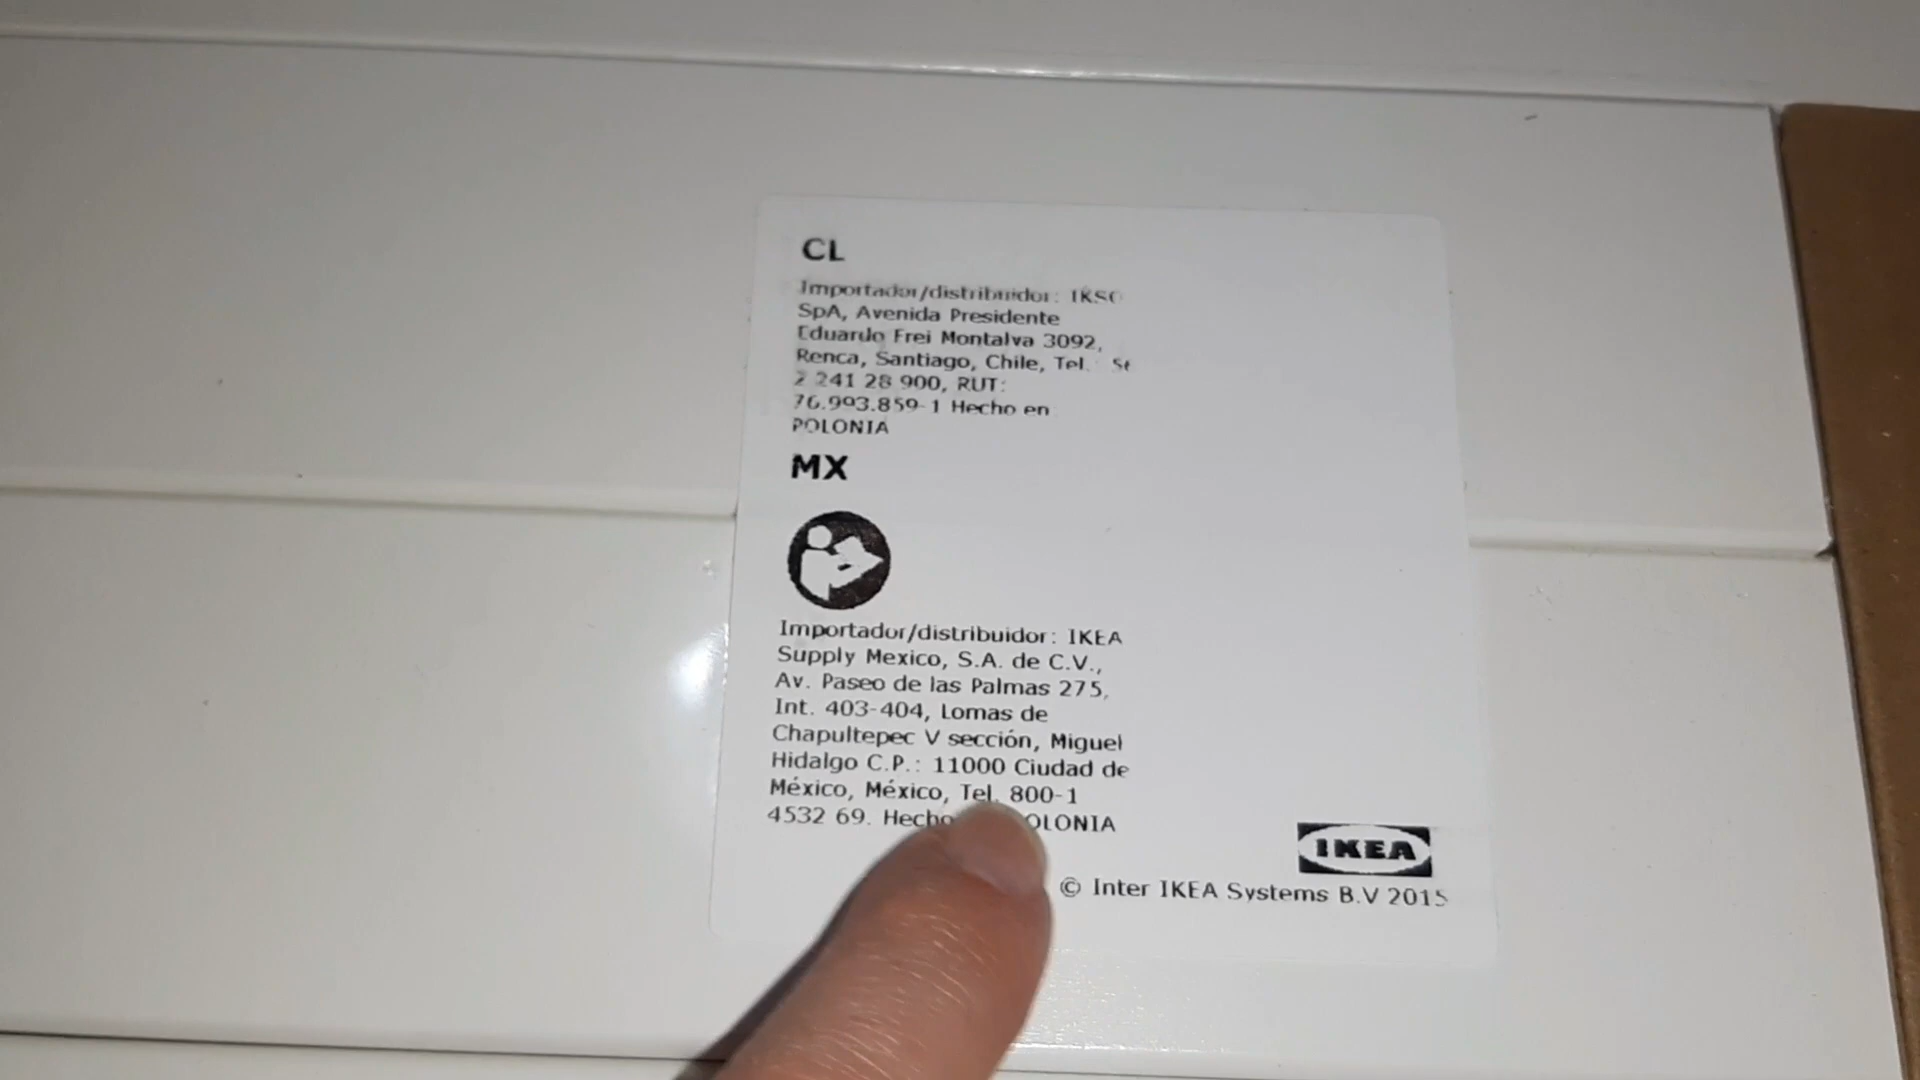 CL
Importador/distribuidor: IKSO
SpA, Avenida Presidente
Eduardo Frei Montalva 3092,
Renca, Santiago, Chile, Tel.
2 241 28 900, RUT:
76.993.859-1 Hecho en
POLONIA
MX
Importador/distribuidor: IKEA
Supply Mexico, S.A. de C.V.,
Av. Paseo de las Palmas 275,
Int. 403-404, Lomas de
Chapultepec V sección, Miguel
Hidalgo C.P.: 11000 Ciudad de
México, México, Tel. 800-1
4532 69. Hecho OLONIA
IKEA
© Inter IKEA Systems B.V 2015